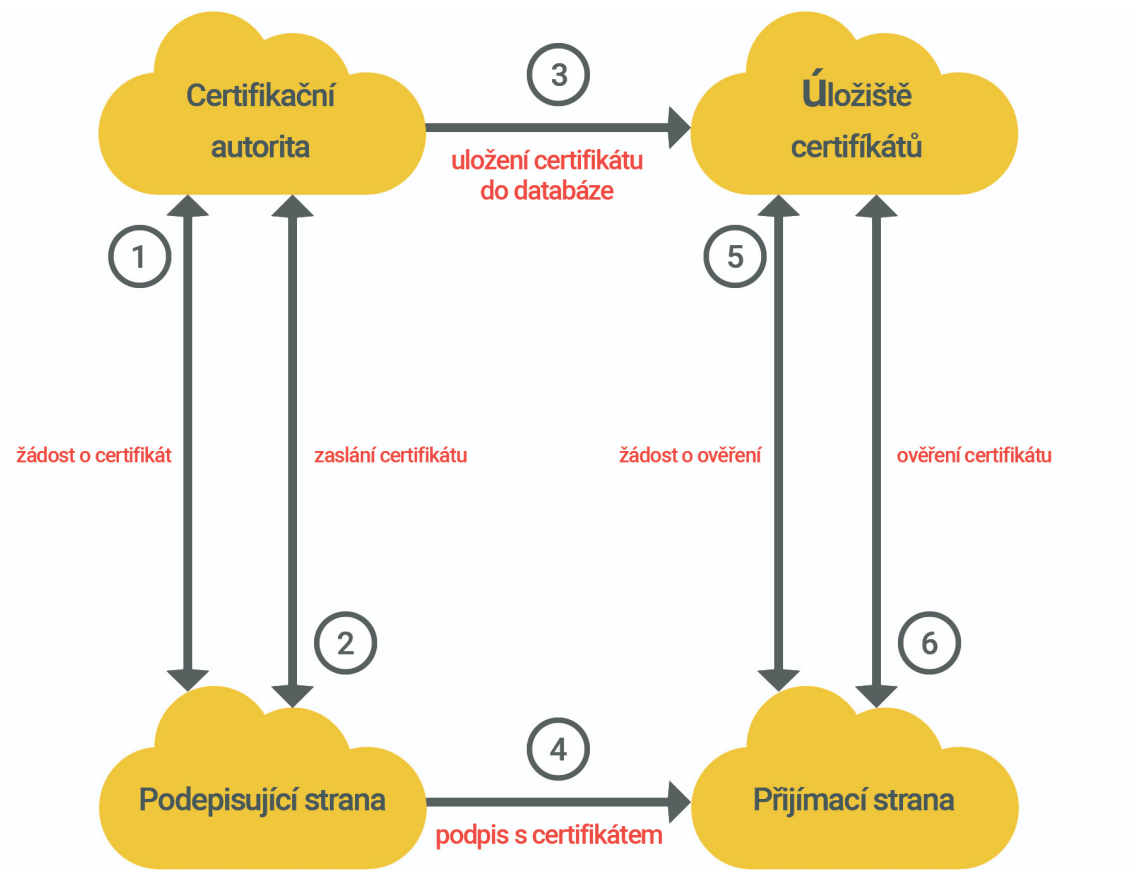 Certifikační
autorita
3
uložení certifikátu
do databáze
Úložiště
certifíkátů
1
5
žádost o certifikát
zaslání certifikátu
žádost o ověření
ověření certifikátu
2
6
Podepisující strana
4
podpis s certifikátem
Přijímací strana